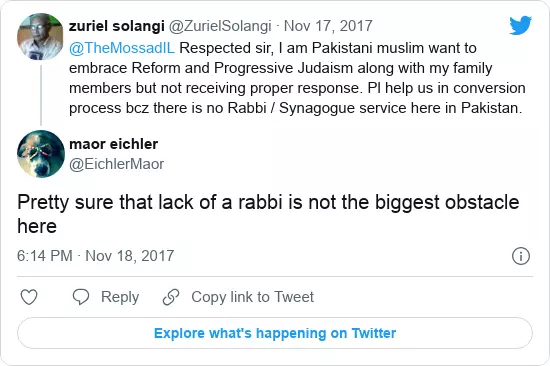 zuriel solangi @ZurielSolangi · Nov 17, 2017
@TheMossadIL Respected sir, I am Pakistani muslim want to
embrace Reform and Progressive Judaism along with my family
members but not receiving proper response. Pl help us in conversion
process bcz there is no Rabbi / Synagogue service here in Pakistan.
maor eichler
@EichlerMaor
Pretty sure that lack of a rabbi is not the biggest obstacle
here
6:14 PM · Nov 18, 2017
Reply Copy link to Tweet
Explore what's happening on Twitter